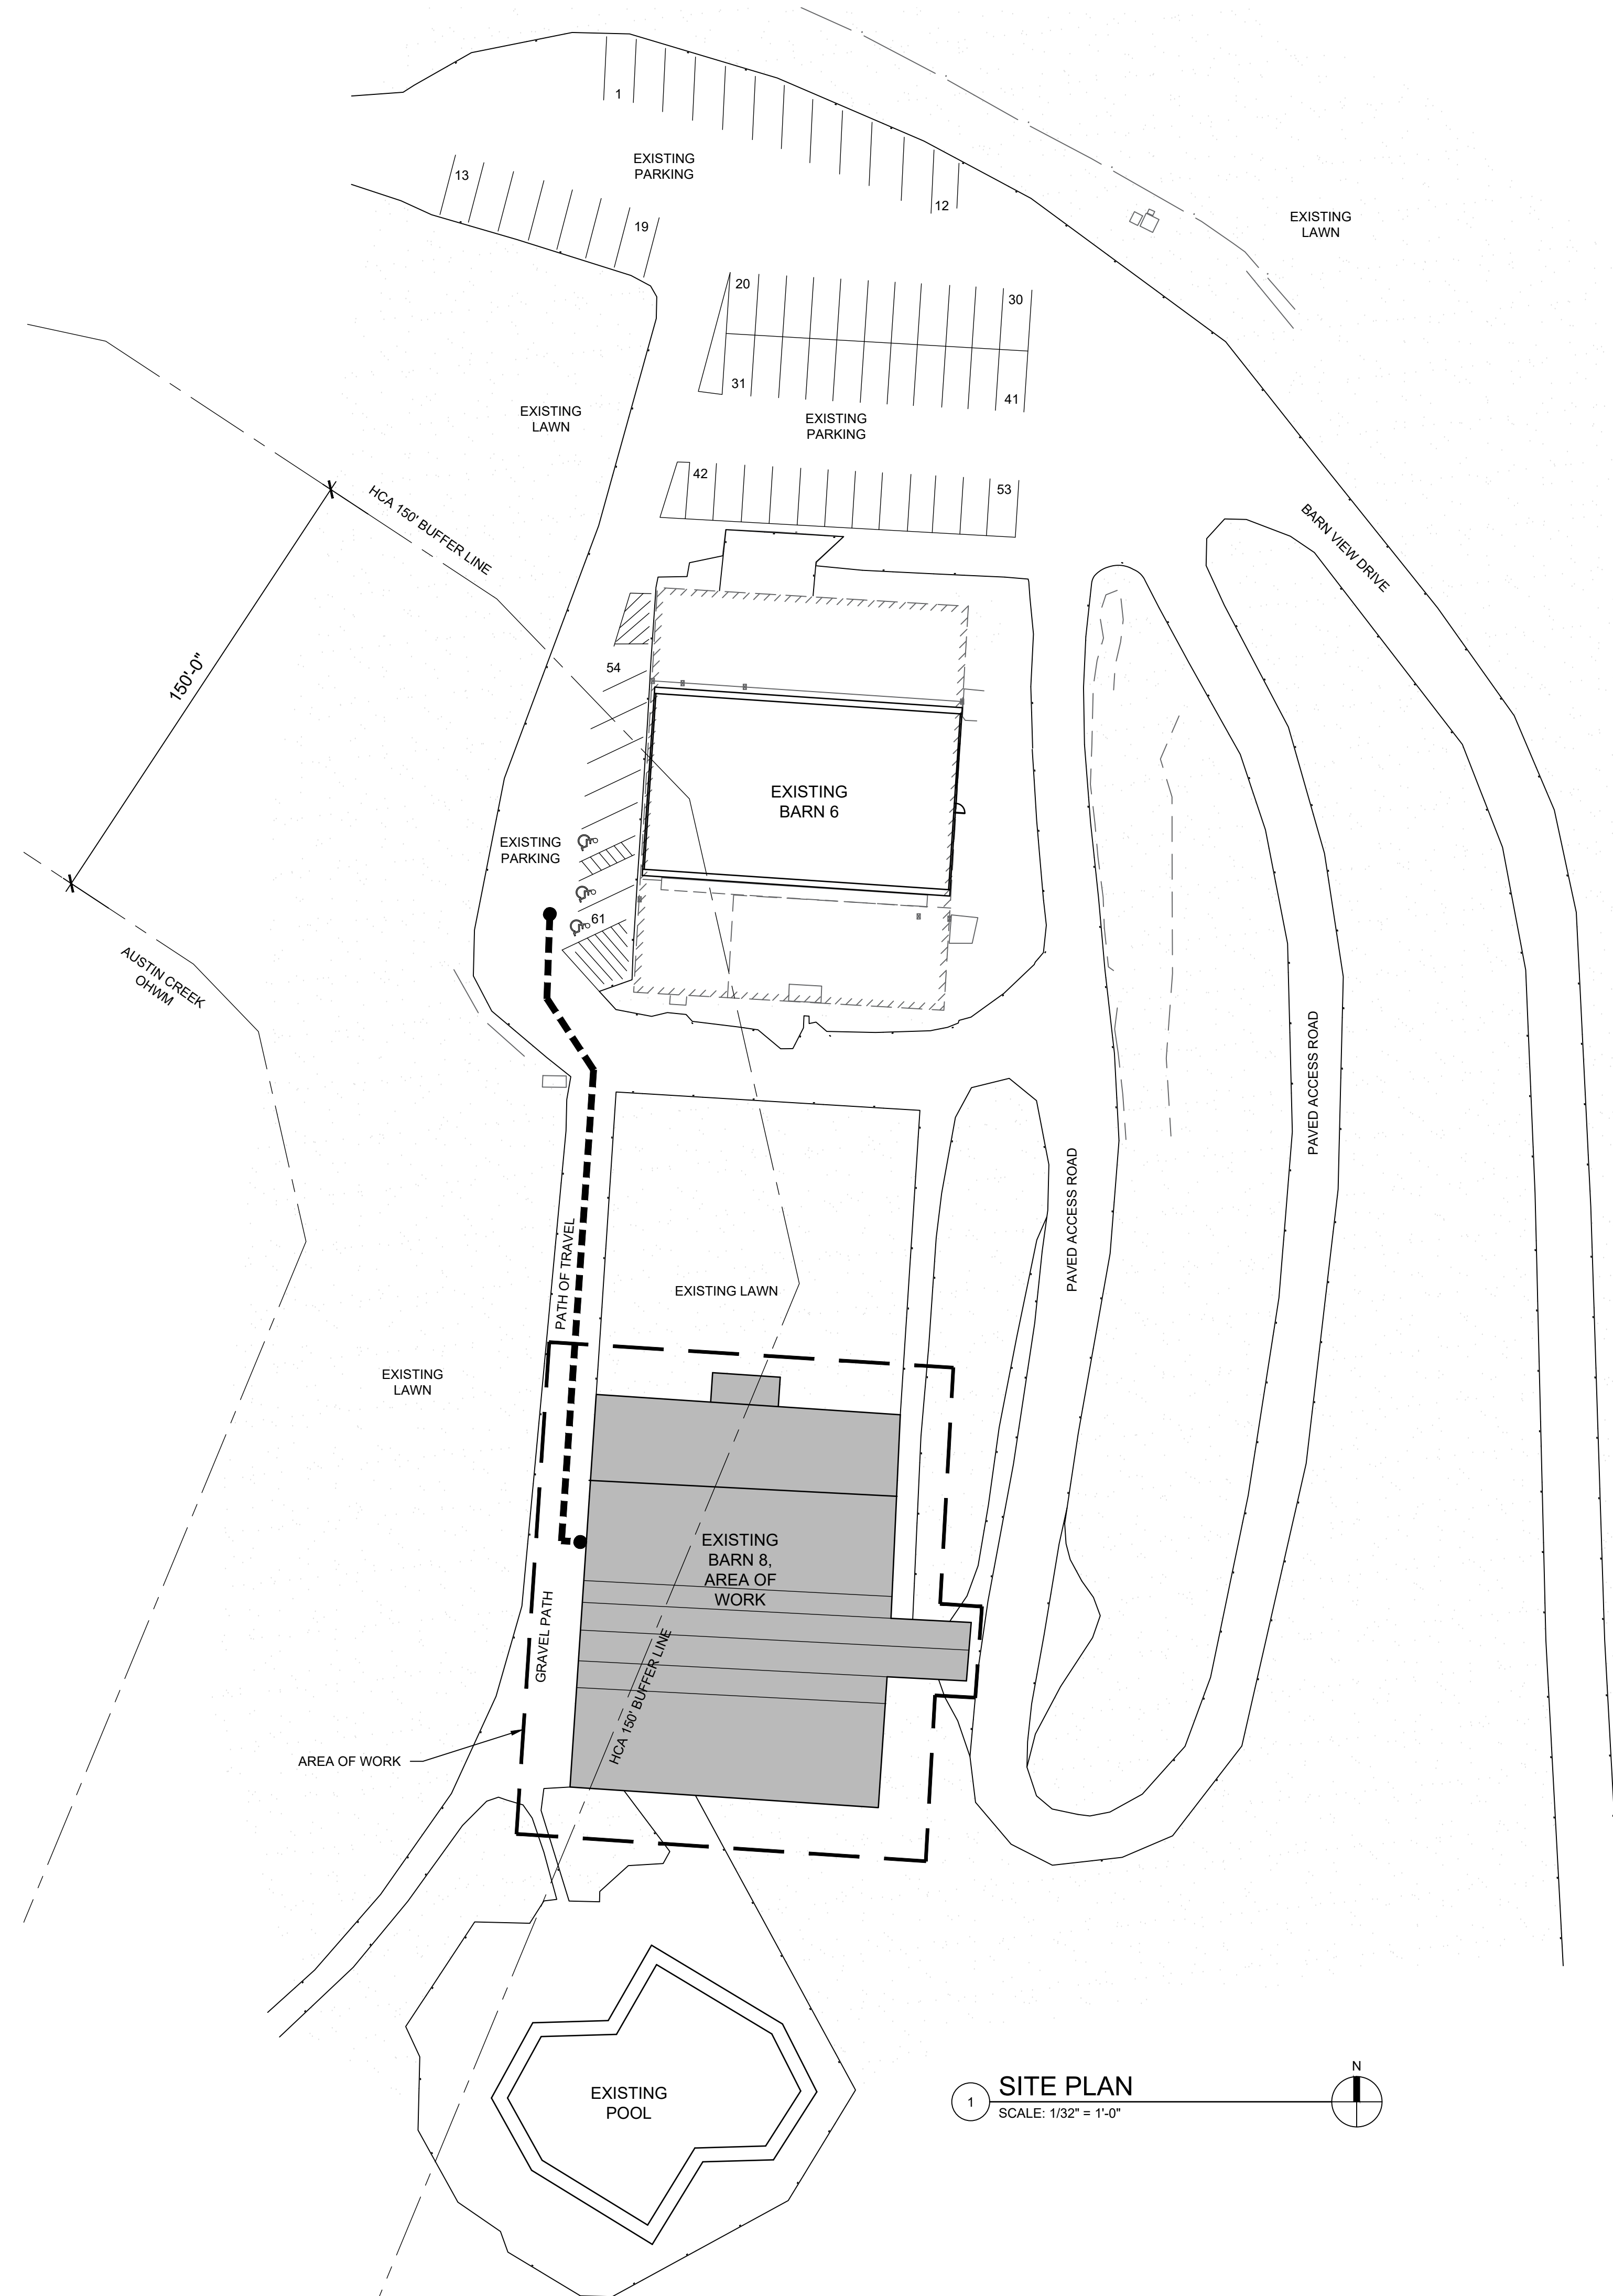 1
EXISTING
PARKING
13
12
19
EXISTING
LAWN
20
30
31
41
EXISTING
LAWN
EXISTING
PARKING
42
53
HCA 150' BUFFER LINE
BARN VIEW DRIVE
150'-0"
54
EXISTING
BARN 6
EXISTING
PARKING
61
AUSTIN CREEK
OHWM
PAVED ACCESS ROAD
PAVED ACCESS ROAD
PATH OF TRAVEL
EXISTING LAWN
EXISTING
LAWN
EXISTING
BARN 8,
AREA OF
WORK
GRAVEL PATH
HCA 150' BUFFER LINE
AREA OF WORK
EXISTING
POOL
1
SITE PLAN
SCALE: 1/32" = 1'-0"
N